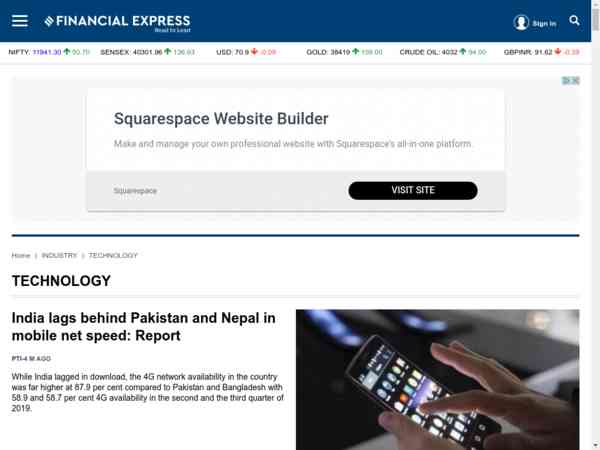 FINANCIAL EXPRESS
Read to Lead
Sign In
NIFTY: 11941.30 50.70 SENSEX: 40301.96 136.93 USD: 70.9 -0.09 GOLD: 38419 159.00 CRUDE OIL: 4032 94.00 GBPINR: 91.62 -0.39
Squarespace Website Builder
Make and manage your own professional website with Squarespace's all-in-one platform.
Squarespace
VISIT SITE
Home | INDUSTRY | TECHNOLOGY
TECHNOLOGY
India lags behind Pakistan and Nepal in
mobile net speed: Report
PTI-4 M AGO
While India lagged in download, the 4G network availability in the country
was far higher at 87.9 per cent compared to Pakistan and Bangladesh with
58.9 and 58.7 per cent 4G availability in the second and the third quarter of
2019.